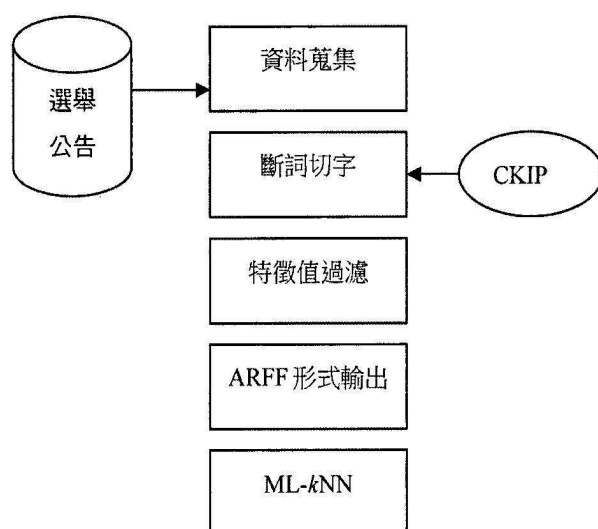 資料蒐集
選舉
公告
斷詞切字
CKIP
特徵值過濾
ARFF 形式輸出
ML-kNN